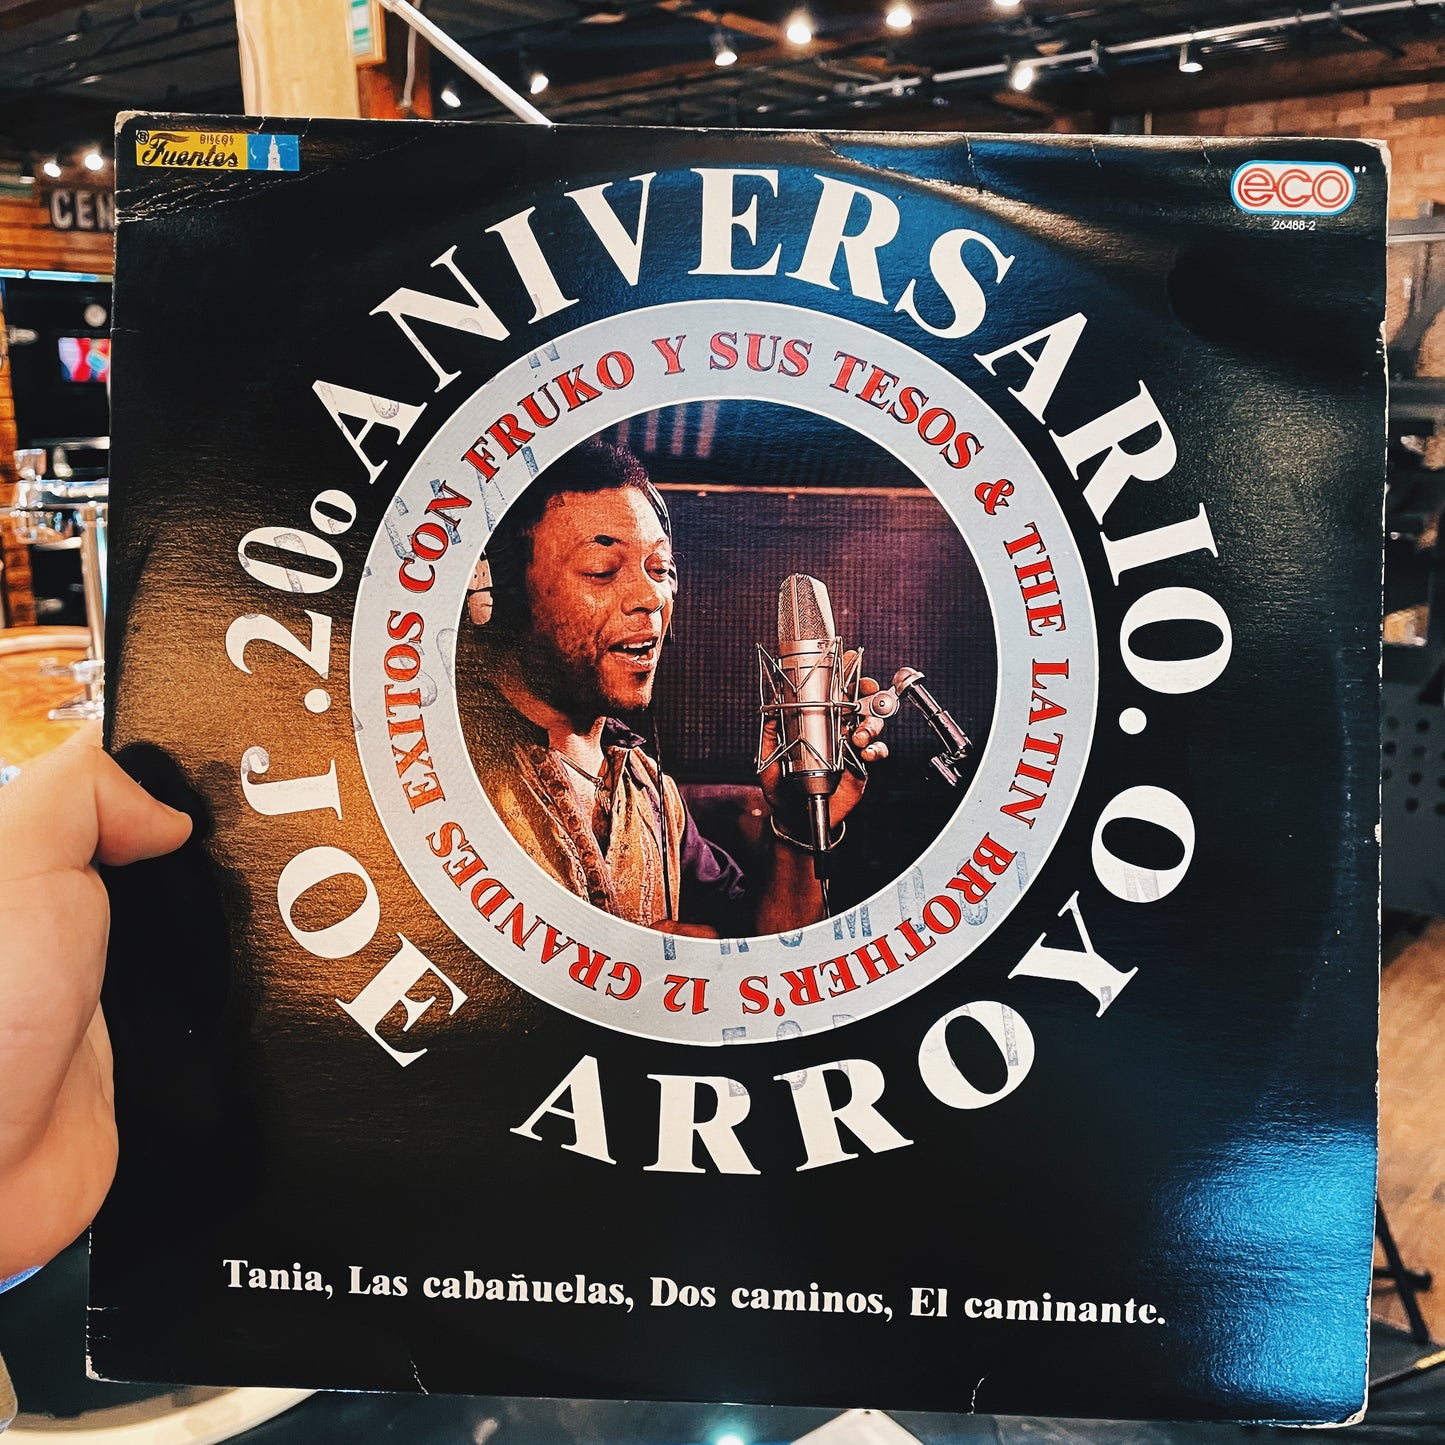 DISCOS
Fuentes
eco
26488-2
CEN
20o ANIVERSARIO.
JOE J. ARROYO.
12 GRANDES EXITOS CON FRUKO Y SUS TESOS & THE LATIN BROTHER'S
Tania, Las cabañuelas, Dos caminos, El caminante.